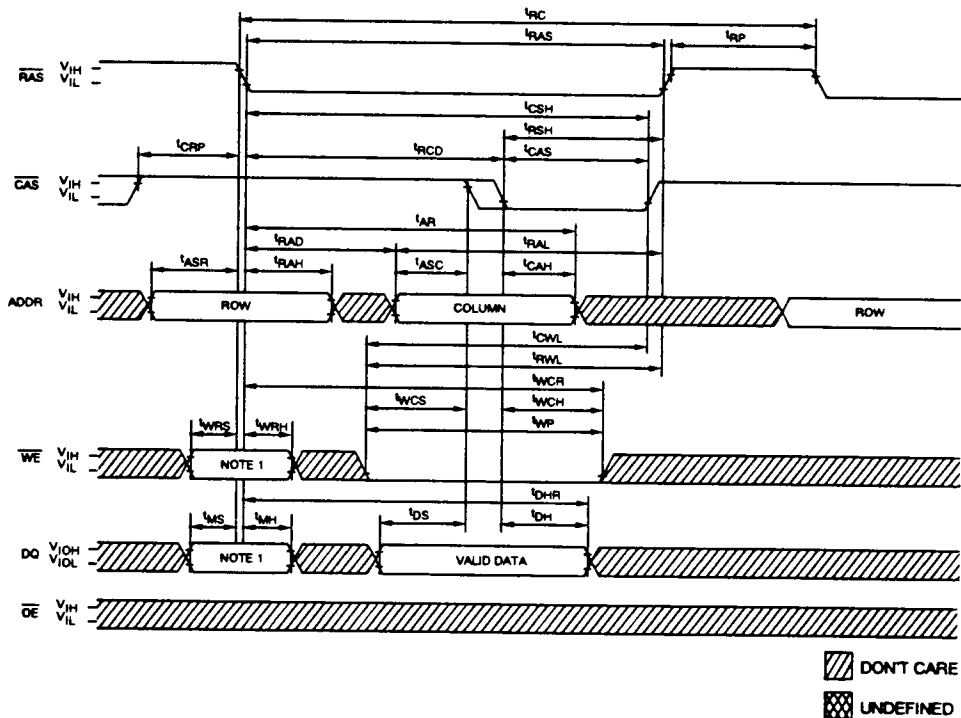 tRC
tRAS
tRP
RAS VIH
VIL
tCSH
tRSH
tCRP tRCD tCAS
CAS VIH
VIL
tAR
tRAD tRAL
tASR tRAH tASC tCAH
ADDR VIH
VIL
ROW COLUMN ROW
tCWL
tRWL
tWCR
tWCS tWCH
tWP
tWRS tWRH
WE VIH
VIL
NOTE 1
tDHR
tMS tMH tDS tDH
DQ VIOH
VIOL
NOTE 1 VALID DATA
OE VIH
VIL
DON'T CARE
UNDEFINED